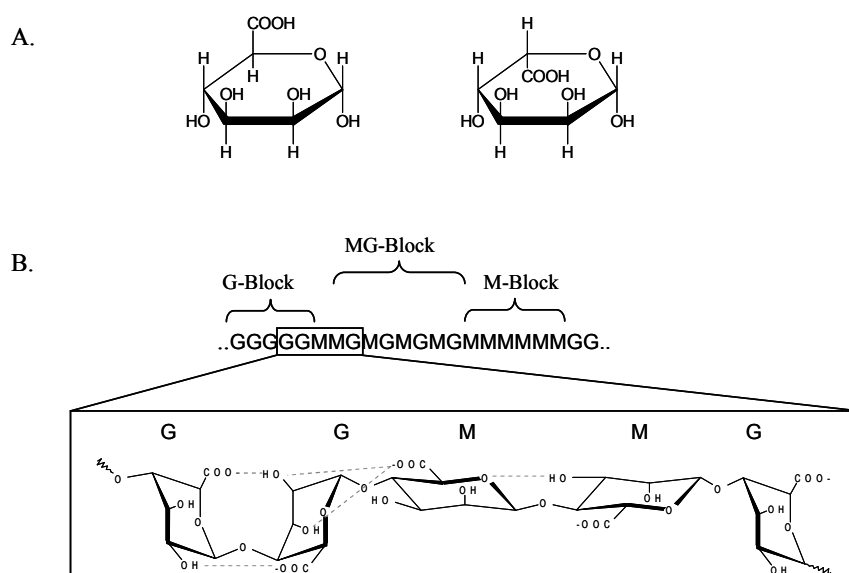 A.
COOH H
H O H H O H
H OH OH COOH OH OH
HO OH HO OH
H H H H
B.
MG-Block
G-Block M-Block
..GGGGGMMGMGMGMGMMMMMMGG..
G G M M G
O COO- HO -OOC O HO COO-
OH O HO OH O OH O OH
O OH O O -OOC O O
OH O -OOC OH